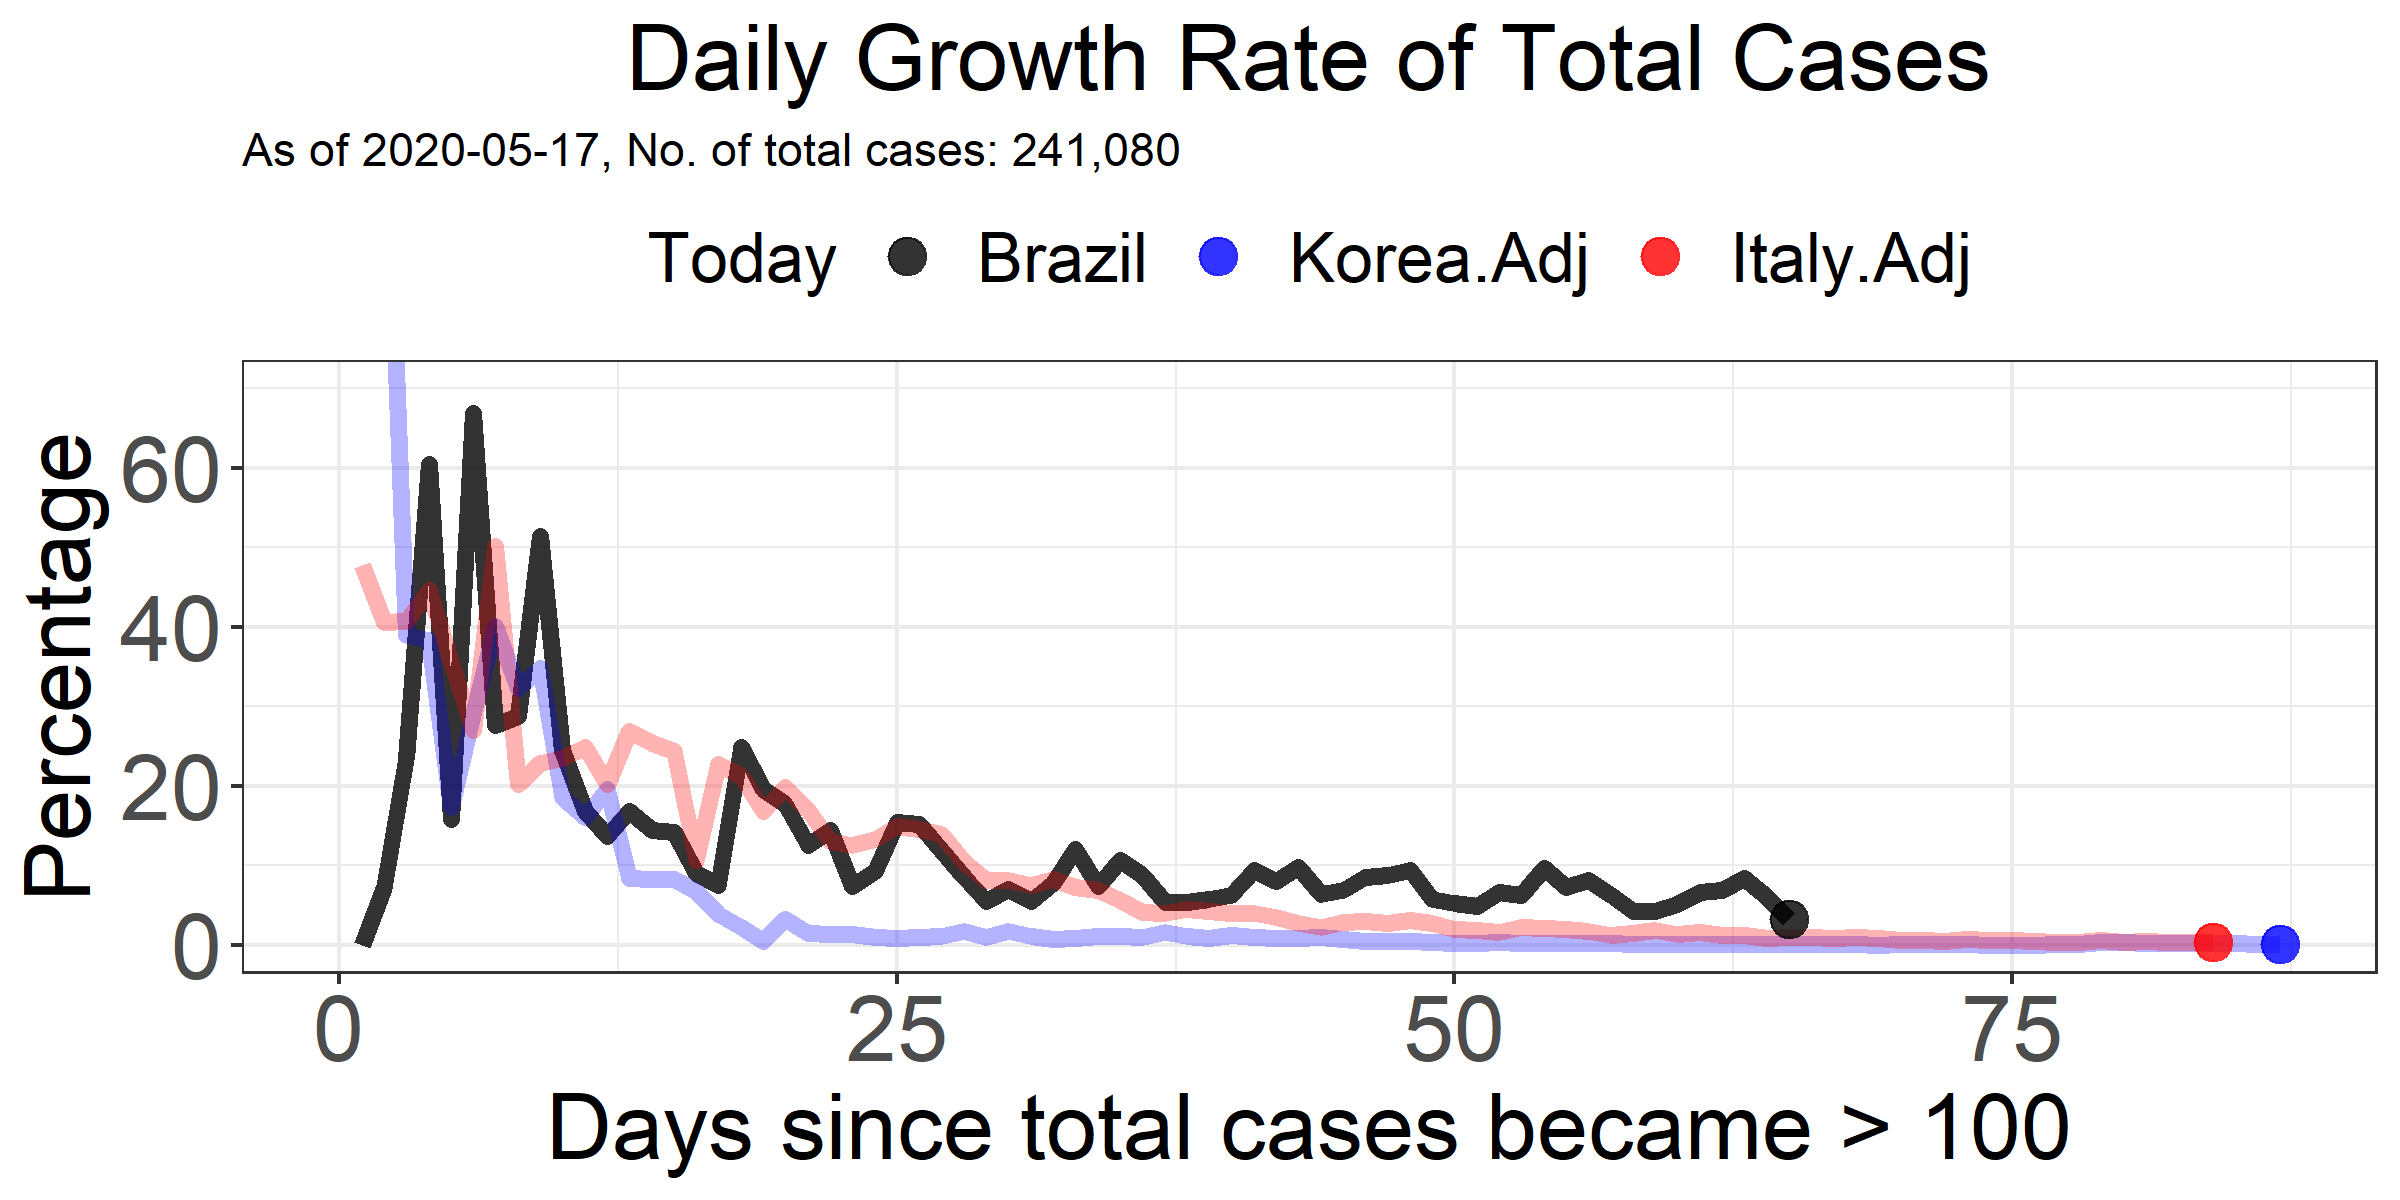 Daily Growth Rate of Total Cases
As of 2020-05-17, No. of total cases: 241,080
Today Brazil Korea.Adj Italy.Adj
Percentage
60
40
20
0
0 25 50 75
Days since total cases became > 100